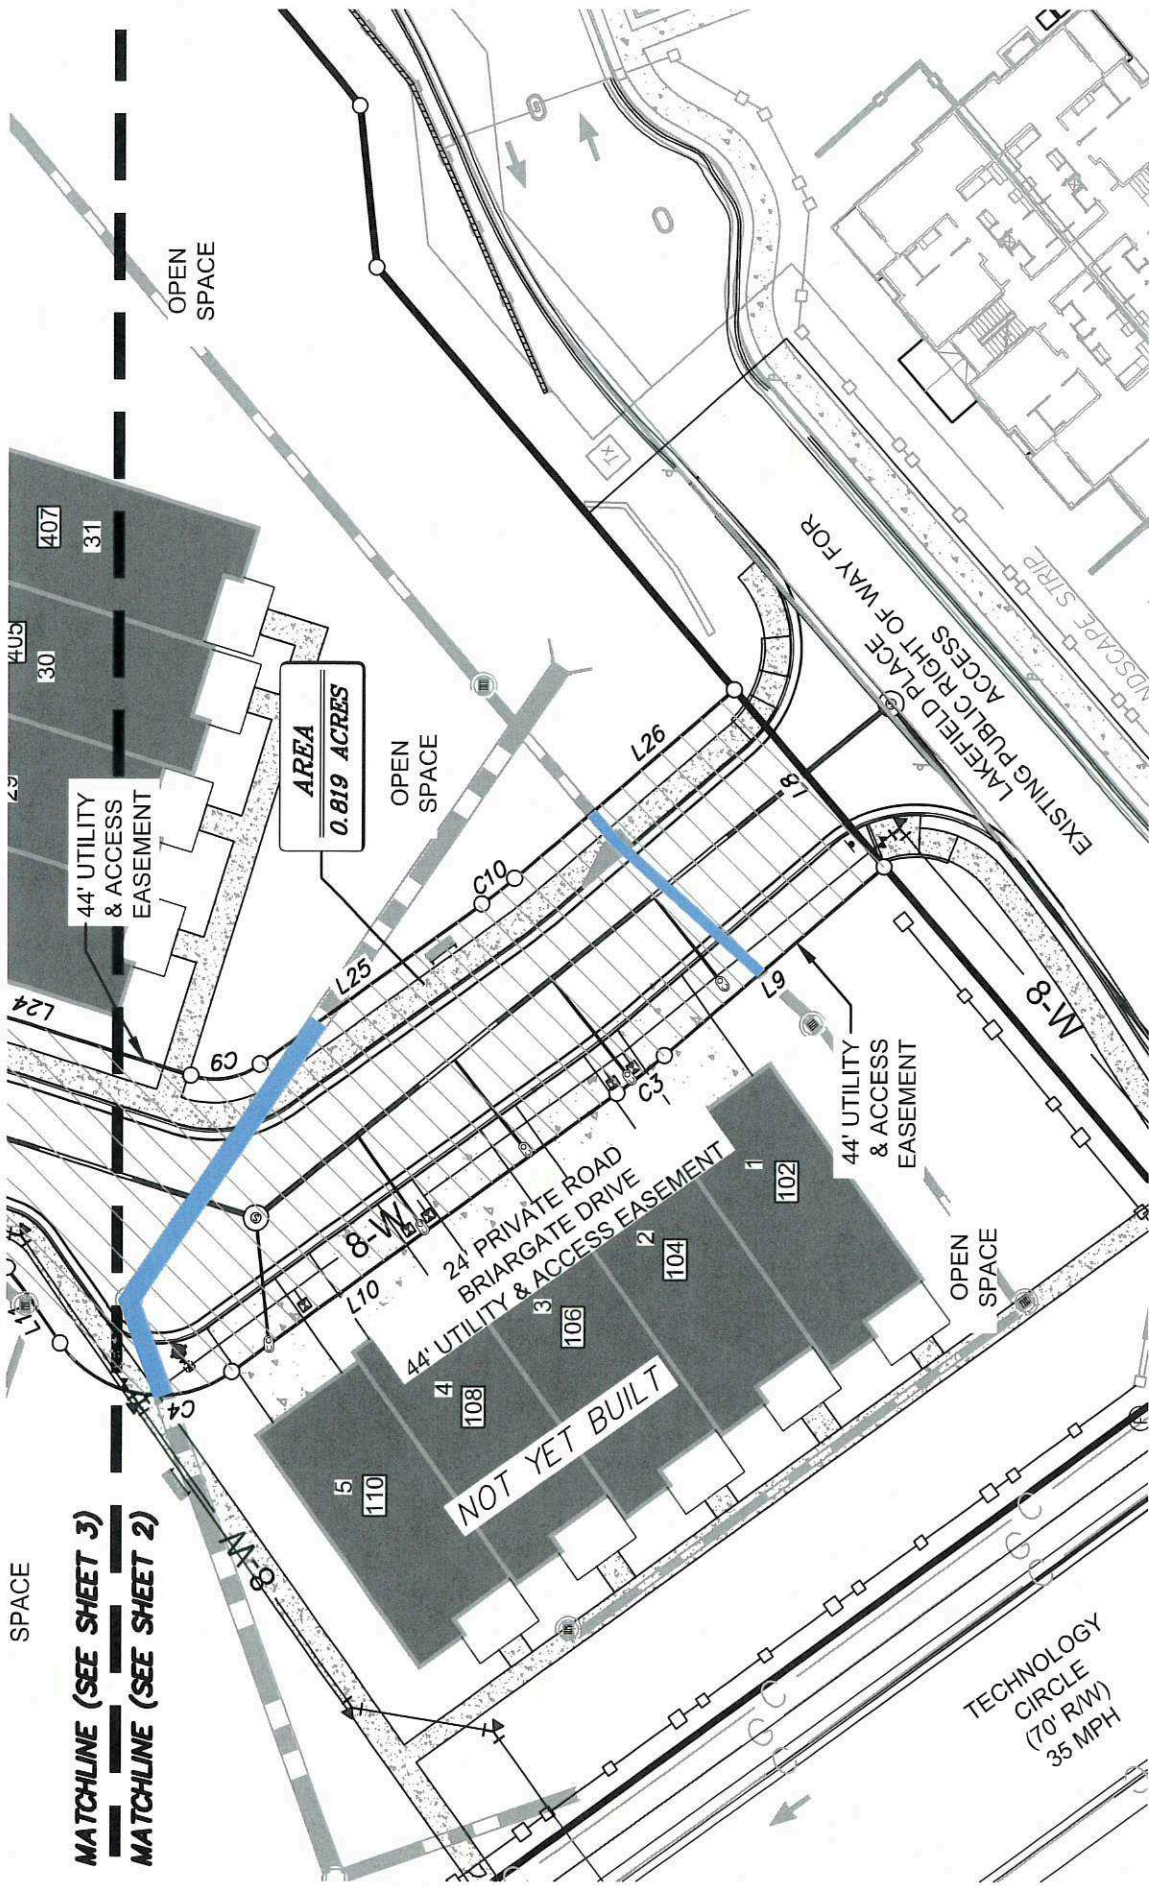 SPACE
MATCHLINE (SEE SHEET 3)
MATCHLINE (SEE SHEET 2)
OPEN
SPACE
407
31
405
30
29
44' UTILITY
& ACCESS
EASEMENT
AREA
0.819 ACRES
OPEN
SPACE
L24
C9
L25
C10
L26
L8
L9
C3
L10
C4
8-W
8-W
8-W
24' PRIVATE ROAD
BRIARGATE DRIVE
44' UTILITY & ACCESS EASEMENT
44' UTILITY
& ACCESS
EASEMENT
1
102
2
104
3
106
4
108
5
110
NOT YET BUILT
OPEN
SPACE
LAKEFIELD PLACE
EXISTING PUBLIC RIGHT OF WAY FOR
ACCESS
NDSCAPE STRIP
TX
S
S
TECHNOLOGY
CIRCLE
(70' R/W)
35 MPH